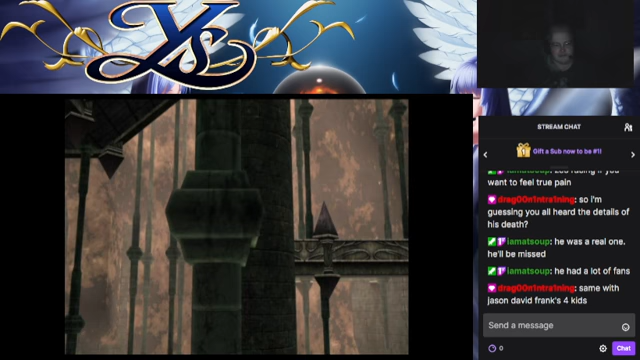 Ys
STREAM CHAT
1
Gift a Sub now to be #1!
want to feel true pain
drag00n1ntra1ning: so i'm
guessing you all heard the details of
his death?
iamatsoup: he was a real one.
he'll be missed
iamatsoup: he had a lot of fans
drag00n1ntra1ning: same with
jason david frank's 4 kids
Send a message
0
Chat